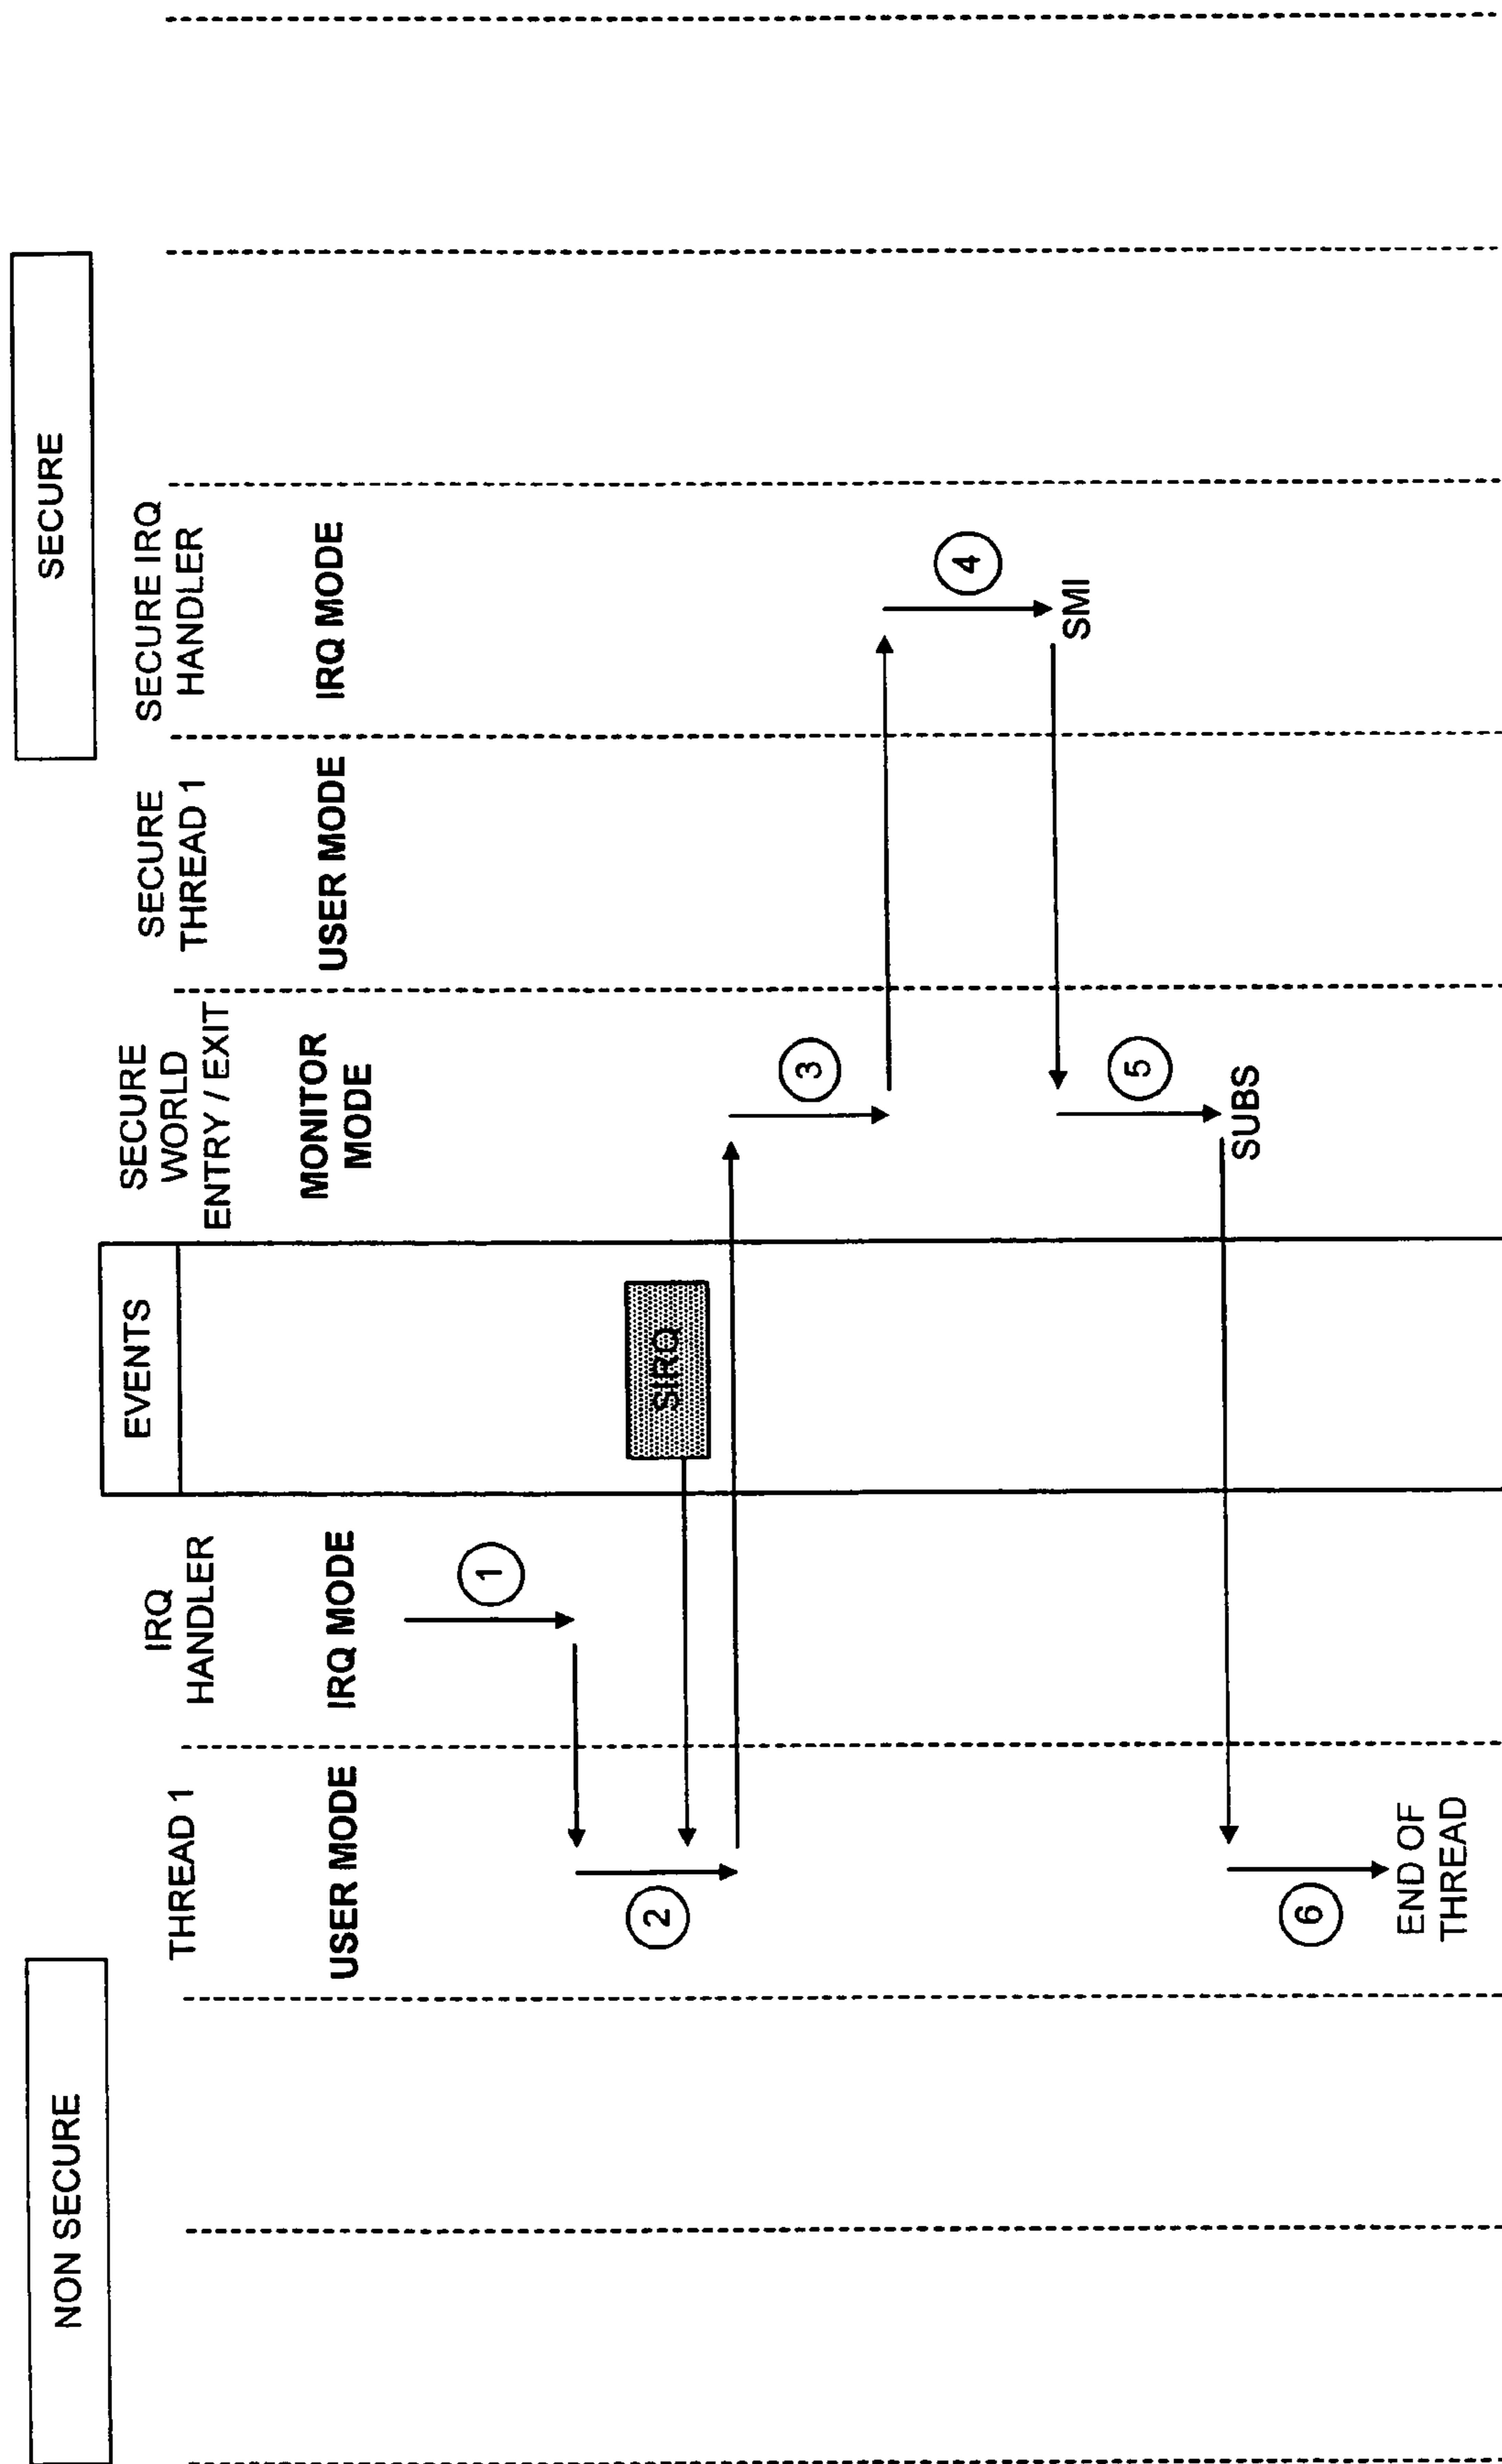 NON SECURE
SECURE
EVENTS
THREAD 1
IRQ
HANDLER
SECURE
WORLD
ENTRY / EXIT
SECURE
THREAD 1
SECURE IRQ
HANDLER
USER MODE
IRQ MODE
MONITOR
MODE
USER MODE
IRQ MODE
1
2
SIRQ
3
4
SMI
5
SUBS
6
END OF
THREAD